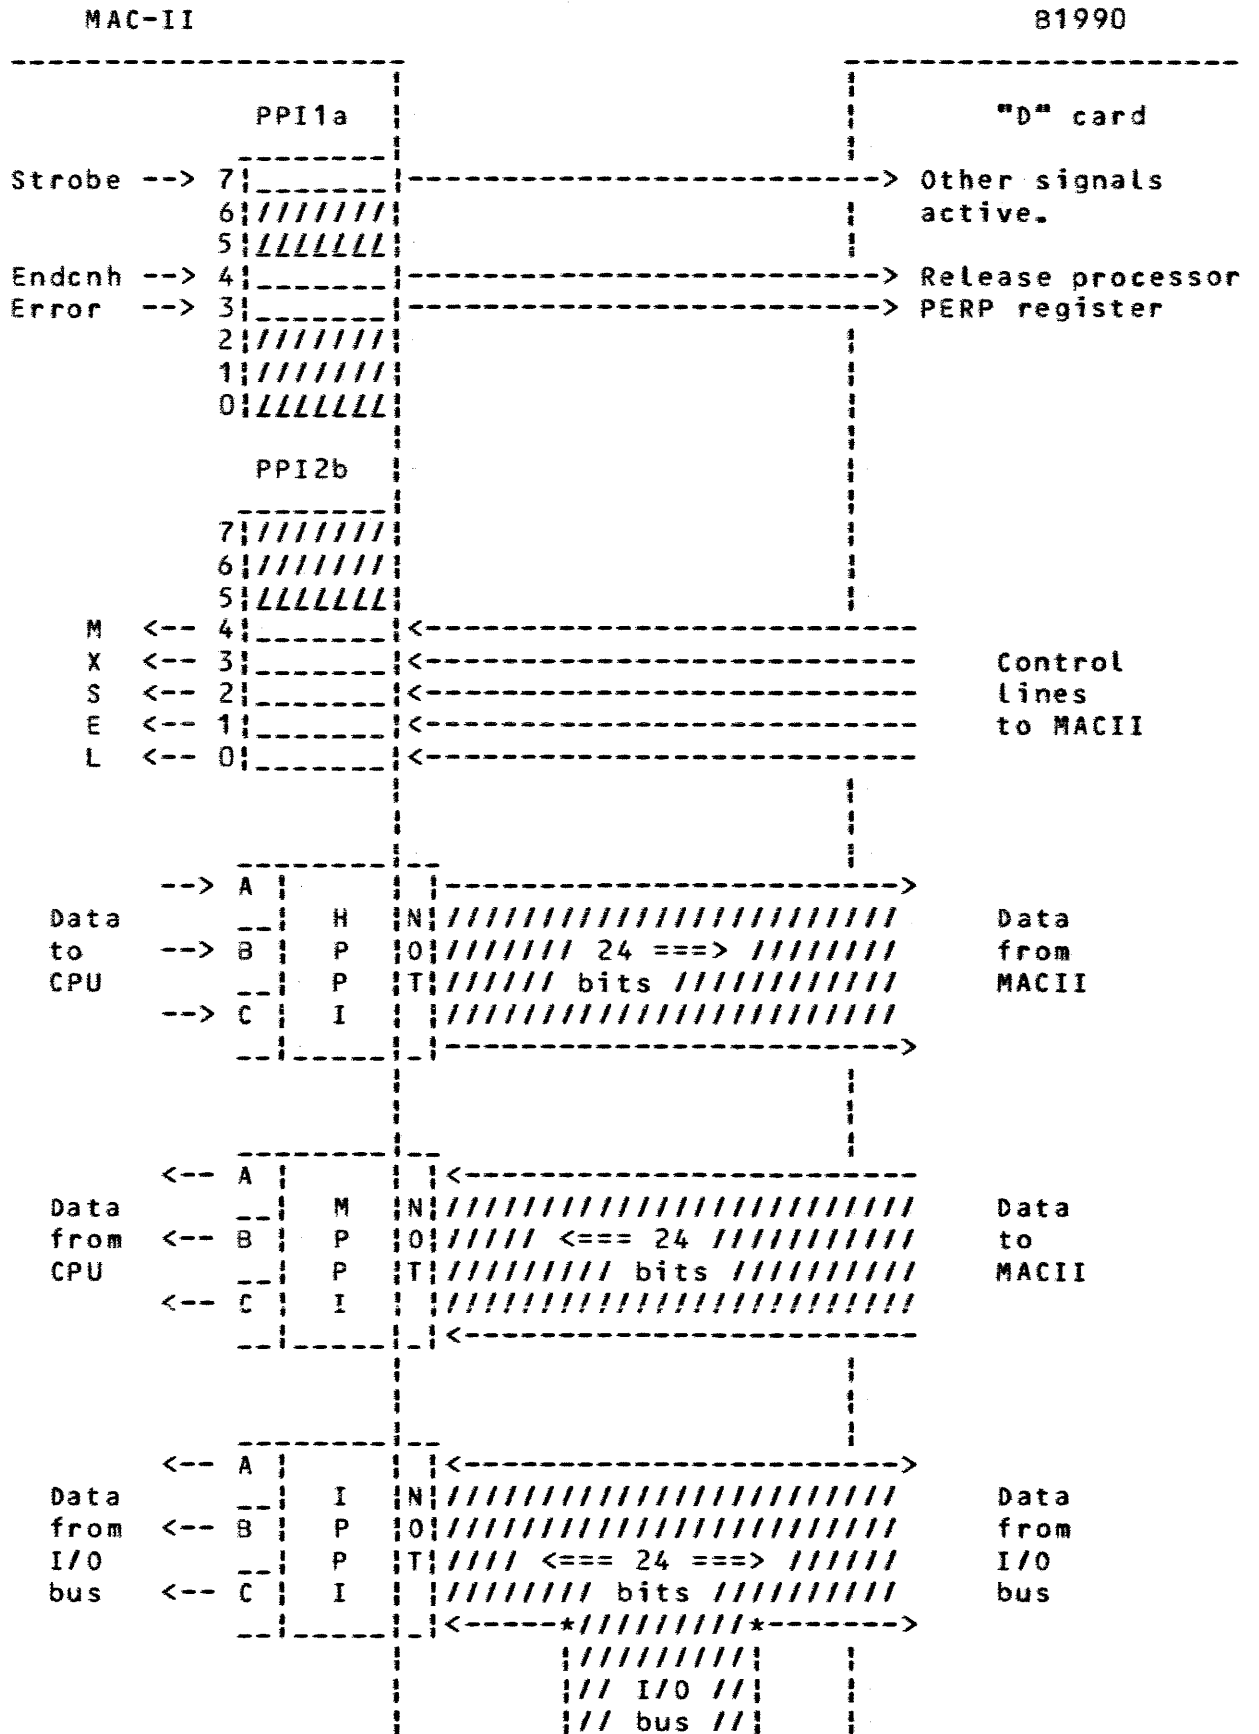 MAC-II 81990
PPI1a "D" card
Strobe --> 7 Other signals
6 active.
5
Endcnh --> 4 Release processor
Error --> 3 PERP register
2
1
0
PPI2b
7
6
5
M <-- 4
X <-- 3 Control
S <-- 2 lines
E <-- 1 to MACII
L <-- 0
--> A
Data H N Data
to --> B P O 24 ===> from
CPU P T bits MACII
--> C I
<-- A
Data M N Data
from <-- B P O <=== 24 to
CPU P T bits MACII
<-- C I
<-- A
Data I N Data
from <-- B P O from
I/O P T <=== 24 ===> I/O
bus <-- C I bits bus
I/O
bus